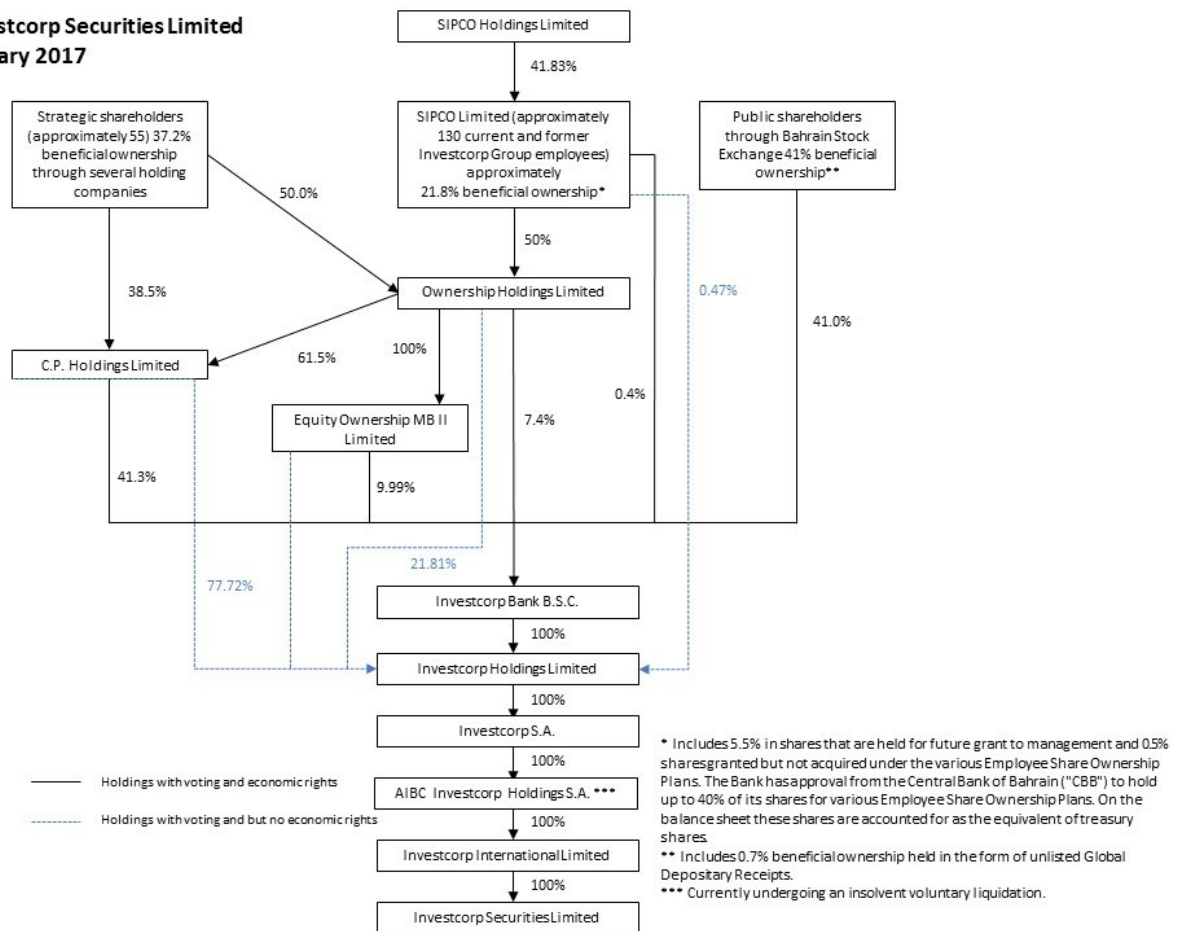 stcorp Securities Limited
ary 2017
SIPCO Holdings Limited
41.83%
Strategic shareholders
(approximately 55) 37.2%
beneficial ownership
through several holding
companies
SIPCO Limited (approximately
130 current and former
Investcorp Group employees)
approximately
21.8% beneficial ownership*
Public shareholders
through Bahrain Stock
Exchange 41% beneficial
ownership**
50.0%
50%
38.5%
Ownership Holdings Limited
0.47%
41.0%
C.P. Holdings Limited
61.5%
100%
0.4%
Equity Ownership MB II
Limited
7.4%
41.3%
9.99%
77.72%
21.81%
Investcorp Bank B.S.C.
100%
Investcorp Holdings Limited
100%
Investcorp S.A.
100%
AIBC Investcorp Holdings S.A. ***
100%
Investcorp International Limited
100%
Investcorp Securities Limited
Holdings with voting and economic rights
Holdings with voting and but no economic rights
* Includes 5.5% in shares that are held for future grant to management and 0.5%
shares granted but not acquired under the various Employee Share Ownership
Plans. The Bank has approval from the Central Bank of Bahrain ("CBB") to hold
up to 40% of its shares for various Employee Share Ownership Plans. On the
balance sheet these shares are accounted for as the equivalent of treasury
shares.
** Includes 0.7% beneficial ownership held in the form of unlisted Global
Depositary Receipts.
*** Currently undergoing an insolvent voluntary liquidation.